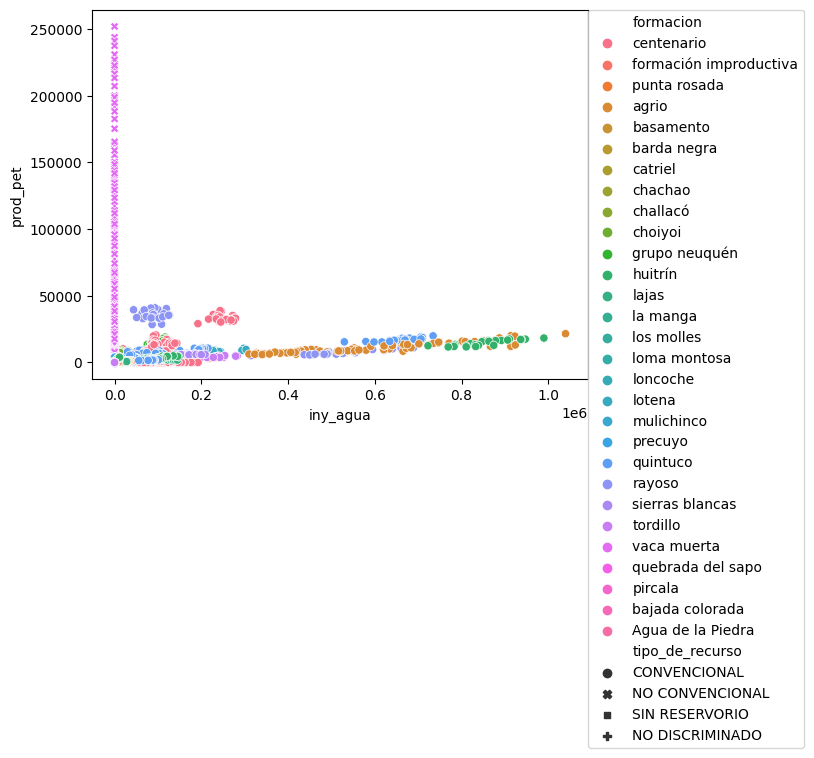 250000
200000
150000
100000
50000
0
prod_pet
0.0
0.2
0.4
0.6
0.8
1.0
1e6
iny_agua
formacion
centenario
formación improductiva
punta rosada
agrio
basamento
barda negra
catriel
chachao
challacó
choiyoi
grupo neuquén
huitrín
lajas
la manga
los molles
loma montosa
loncoche
lotena
mulichinco
precuyo
quintuco
rayoso
sierras blancas
tordillo
vaca muerta
quebrada del sapo
pircala
bajada colorada
Agua de la Piedra
tipo_de_recurso
CONVENCIONAL
NO CONVENCIONAL
SIN RESERVORIO
NO DISCRIMINADO